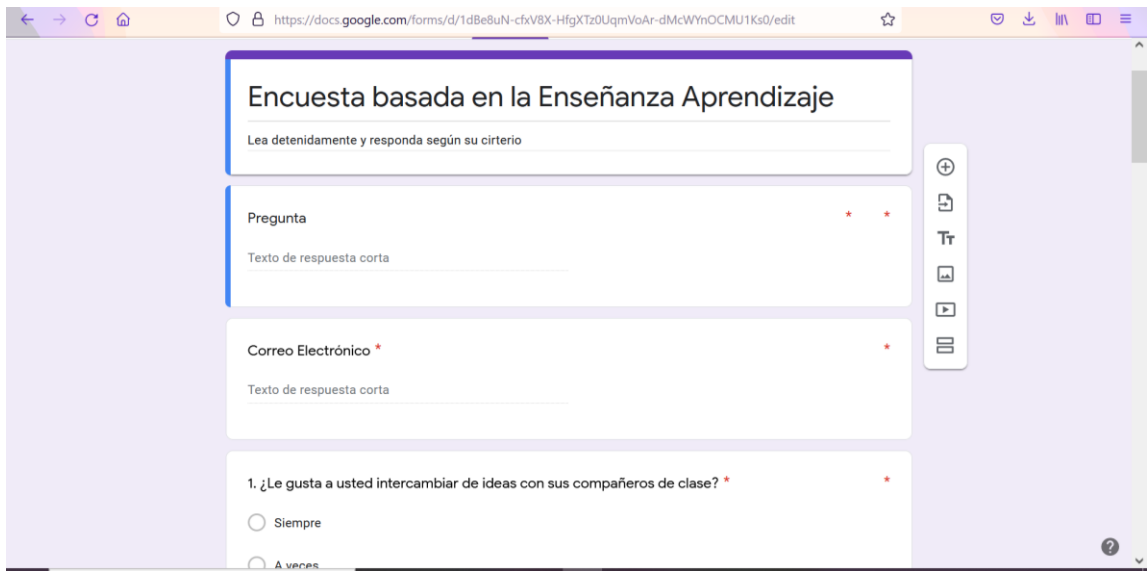 https://docs.google.com/forms/d/1dBe8uN-cfxV8X-HfgXTz0UqmVoAr-dMcWYnOCMU1Ks0/edit
Encuesta basada en la Enseñanza Aprendizaje
Lea detenidamente y responda según su cirterio
Pregunta * *
Texto de respuesta corta
Correo Electrónico * *
Texto de respuesta corta
1. ¿Le gusta a usted intercambiar de ideas con sus compañeros de clase? * *
Siempre
A veces